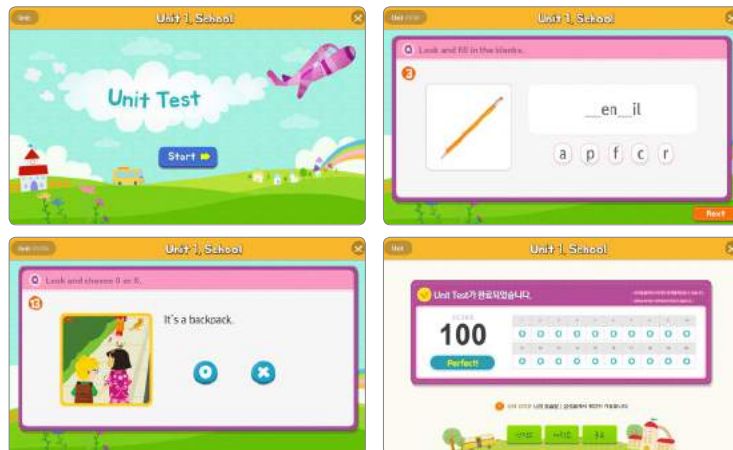 Unit 1, School
Unit Test
Start
Unit 1, School
Q Look and fill in the blanks.
3
__en__il
a p f c r
Next
Unit 1, School
Q Look and choose O or X.
13
It's a backpack.
Unit 1, School
Unit Test가 완료되었습니다.
SCORE
100
Perfect!